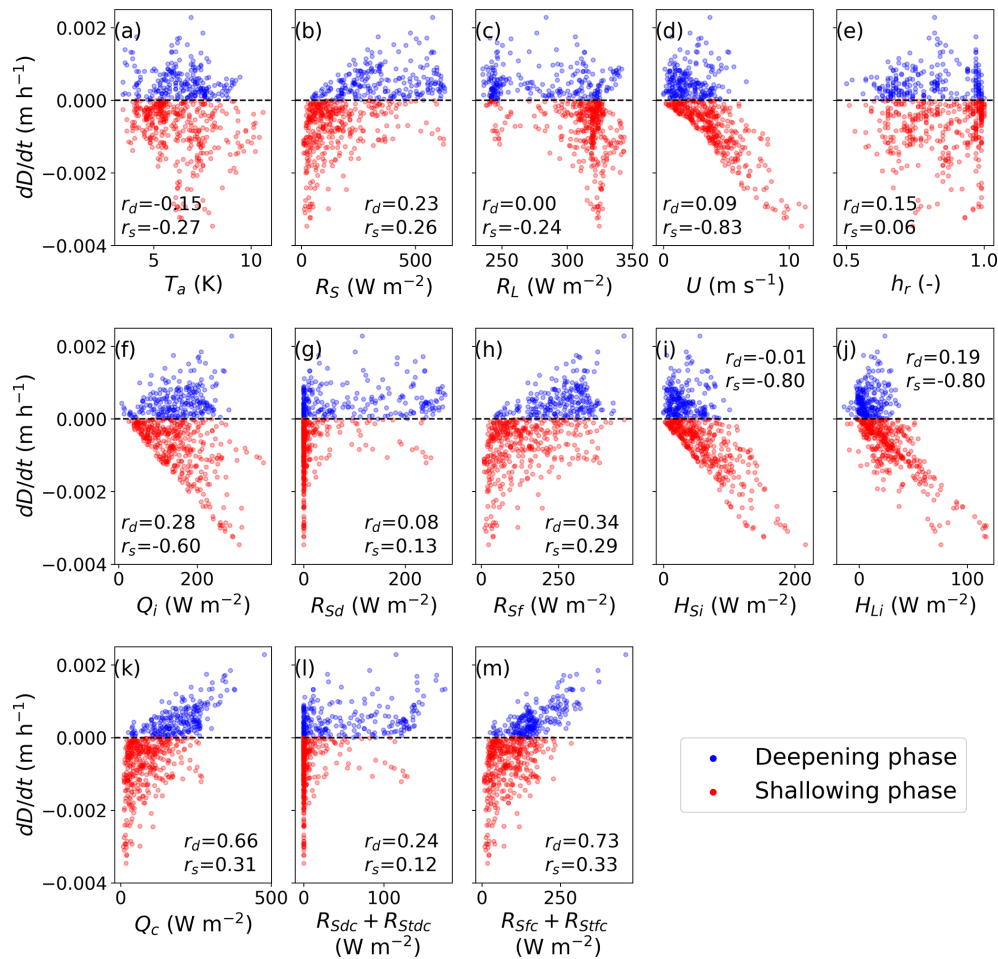 (a) (b) (c) (d) (e)
dD/dt (m h⁻¹)
0.002
0.000
−0.002
−0.004
r_d=-0.15
r_s=-0.27
r_d=0.23
r_s=0.26
r_d=0.00
r_s=-0.24
r_d=0.09
r_s=-0.83
r_d=0.15
r_s=0.06
5 10
0 250 500
250 300 350
0 10
0.5 1.0
T_a (K)
R_S (W m⁻²)
R_L (W m⁻²)
U (m s⁻¹)
h_r (-)
(f) (g) (h) (i) (j)
dD/dt (m h⁻¹)
0.002
0.000
−0.002
−0.004
r_d=0.28
r_s=-0.60
r_d=0.08
r_s=0.13
r_d=0.34
r_s=0.29
r_d=-0.01
r_s=-0.80
r_d=0.19
r_s=-0.80
0 200
0 100 200
0 250
0 100 200
0 100
Q_i (W m⁻²)
R_Sd (W m⁻²)
R_Sf (W m⁻²)
H_Si (W m⁻²)
H_Li (W m⁻²)
(k) (l) (m)
dD/dt (m h⁻¹)
0.002
0.000
−0.002
−0.004
r_d=0.66
r_s=0.31
r_d=0.24
r_s=0.12
r_d=0.73
r_s=0.33
0 500
0 100
0 250
Q_c (W m⁻²)
R_Sdc + R_Stdc
(W m⁻²)
R_Sfc + R_Stfc
(W m⁻²)
Deepening phase
Shallowing phase